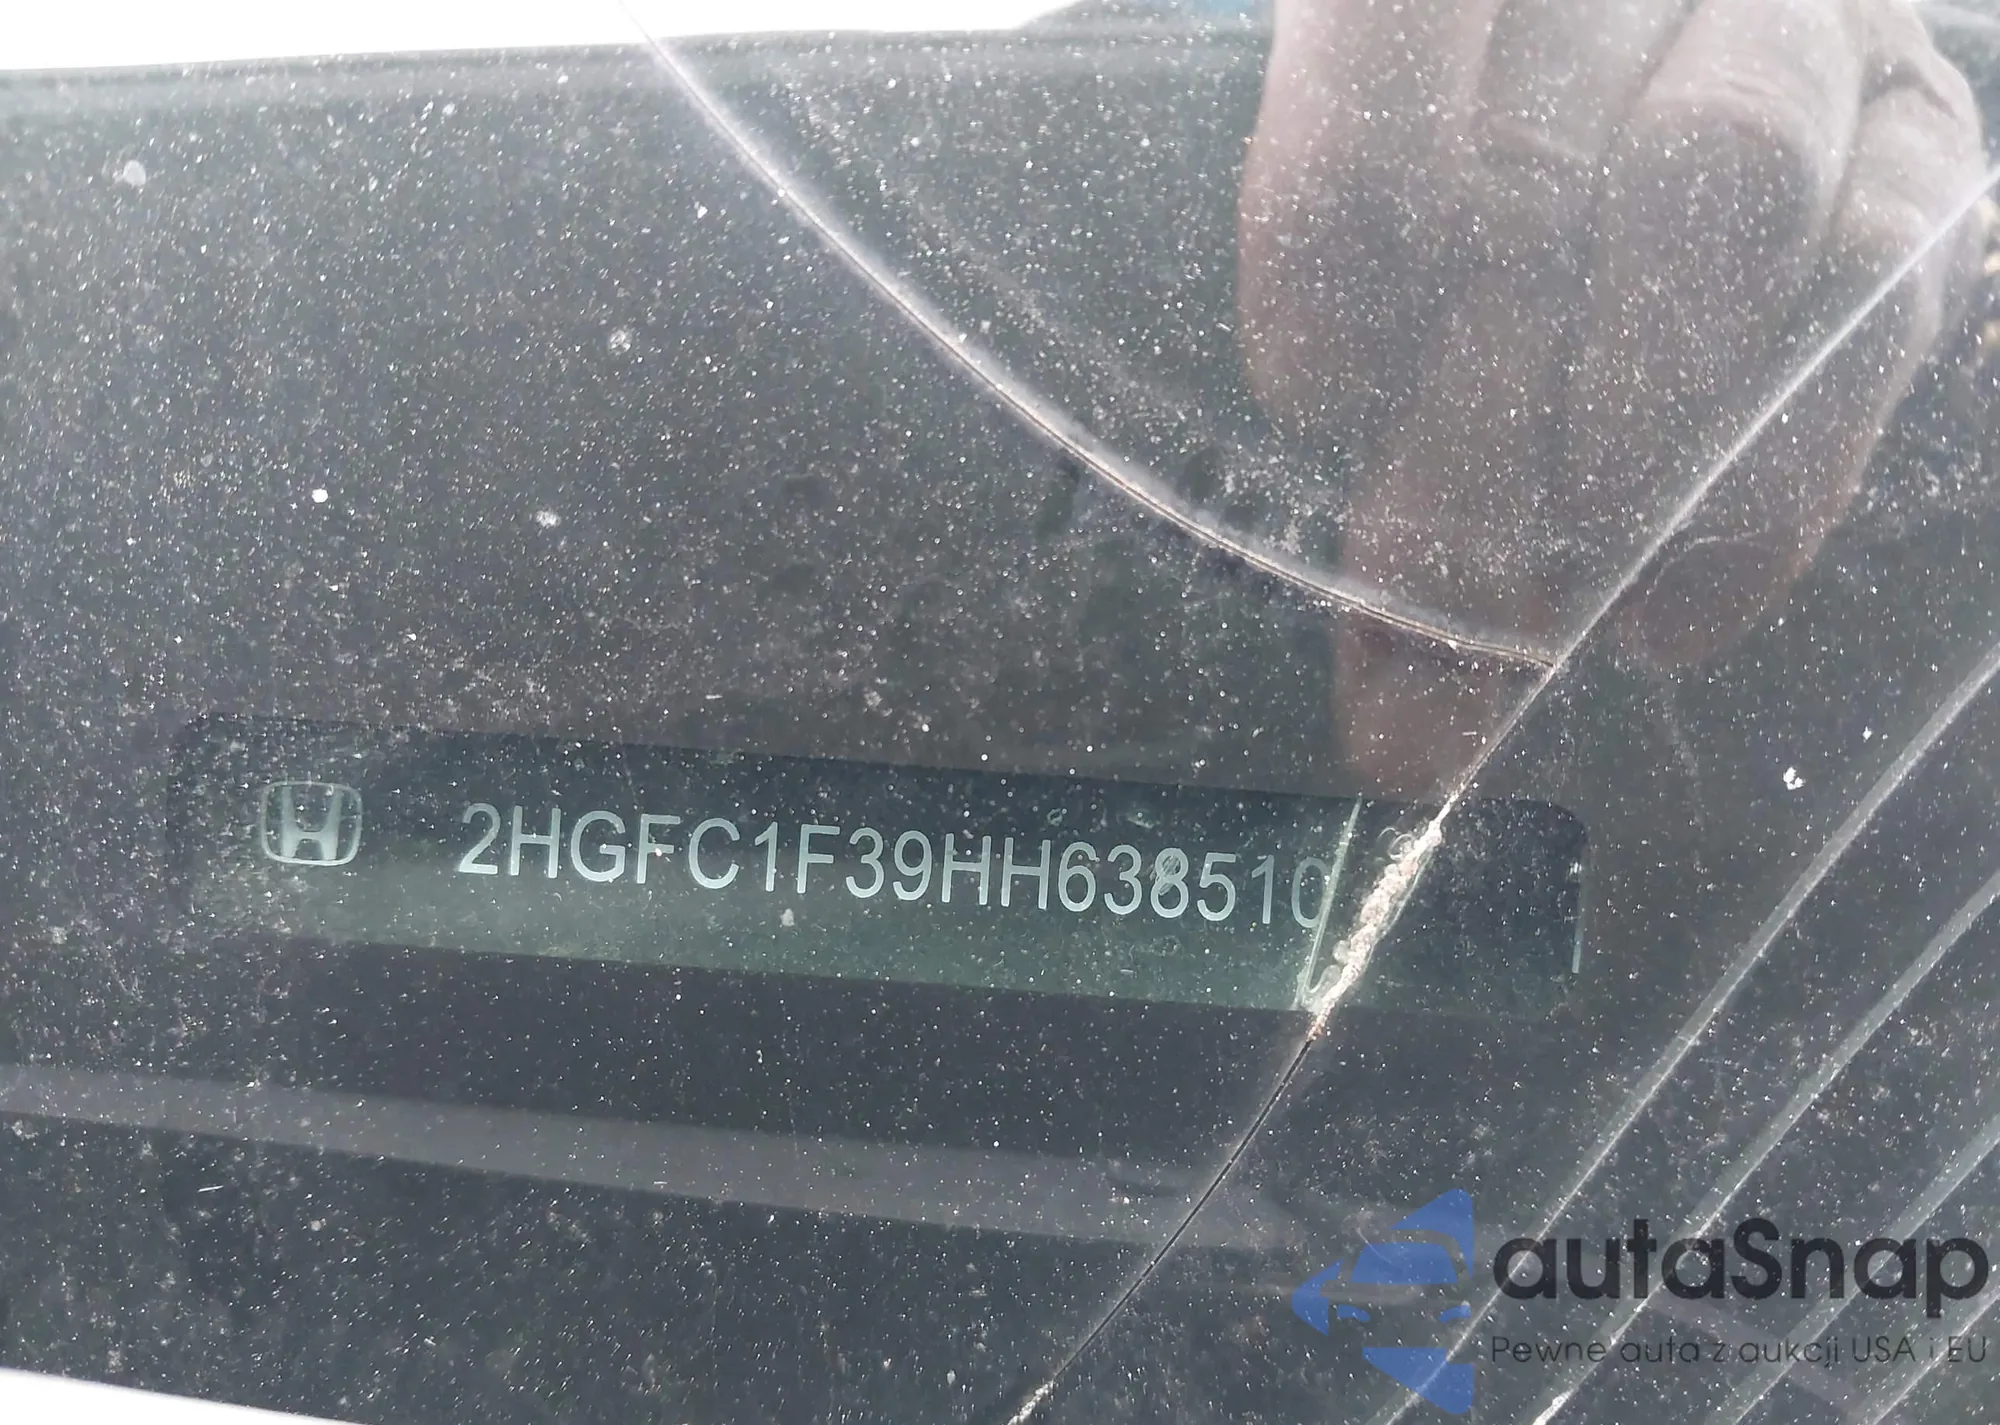 2HGFC1F39HH638510
autaSnap
Pewne auta z aukcji USA i EU